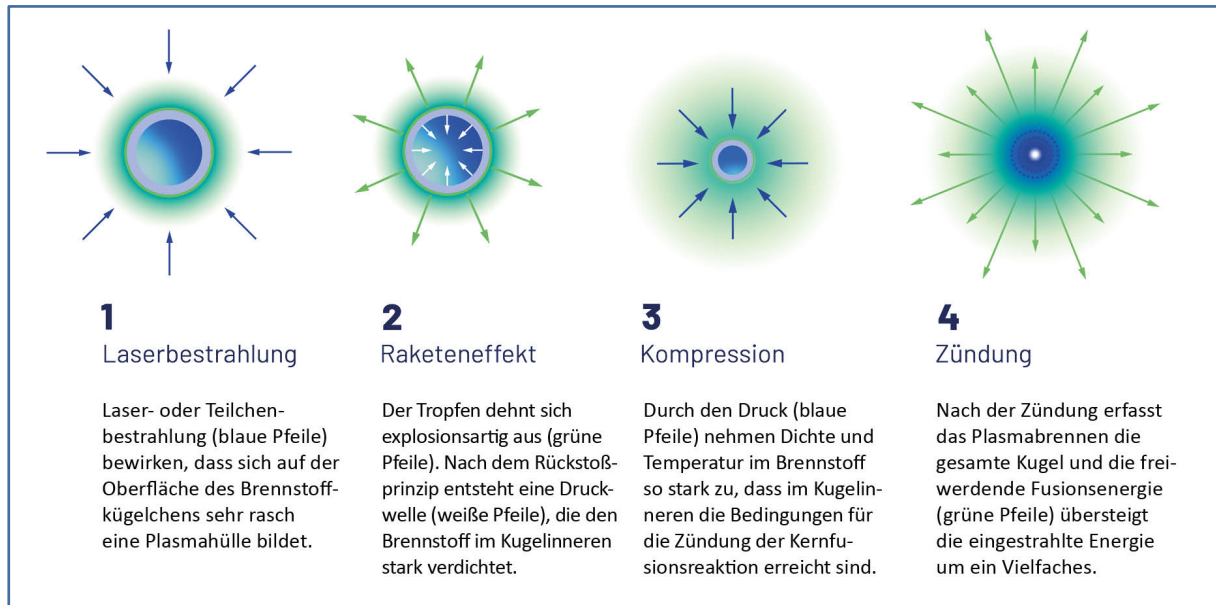 1
Laserbestrahlung
Laser- oder Teilchen-
bestrahlung (blaue Pfeile)
bewirken, dass sich auf der
Oberfläche des Brennstoff-
kügelchens sehr rasch
eine Plasmahülle bildet.
2
Raketeneffekt
Der Tropfen dehnt sich
explosionsartig aus (grüne
Pfeile). Nach dem Rückstoß-
prinzip entsteht eine Druck-
welle (weiße Pfeile), die den
Brennstoff im Kugelinneren
stark verdichtet.
3
Kompression
Durch den Druck (blaue
Pfeile) nehmen Dichte und
Temperatur im Brennstoff
so stark zu, dass im Kugelin-
neren die Bedingungen für
die Zündung der Kernfu-
sionsreaktion erreicht sind.
4
Zündung
Nach der Zündung erfasst
das Plasmabrennen die
gesamte Kugel und die frei-
werdende Fusionsenergie
(grüne Pfeile) übersteigt
die eingestrahlte Energie
um ein Vielfaches.